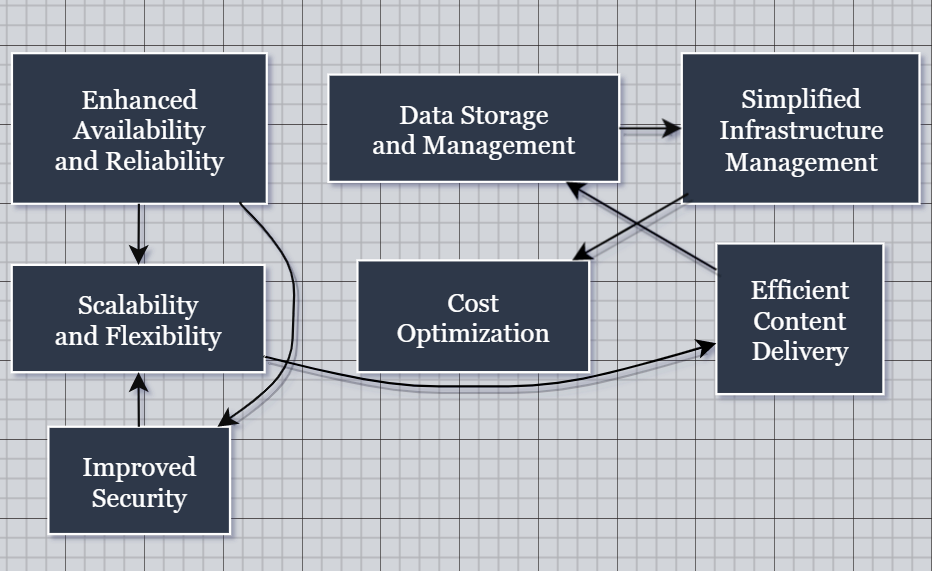 Enhanced
Availability
and Reliability
Data Storage
and Management
Simplified
Infrastructure
Management
Scalability
and Flexibility
Cost
Optimization
Efficient
Content
Delivery
Improved
Security